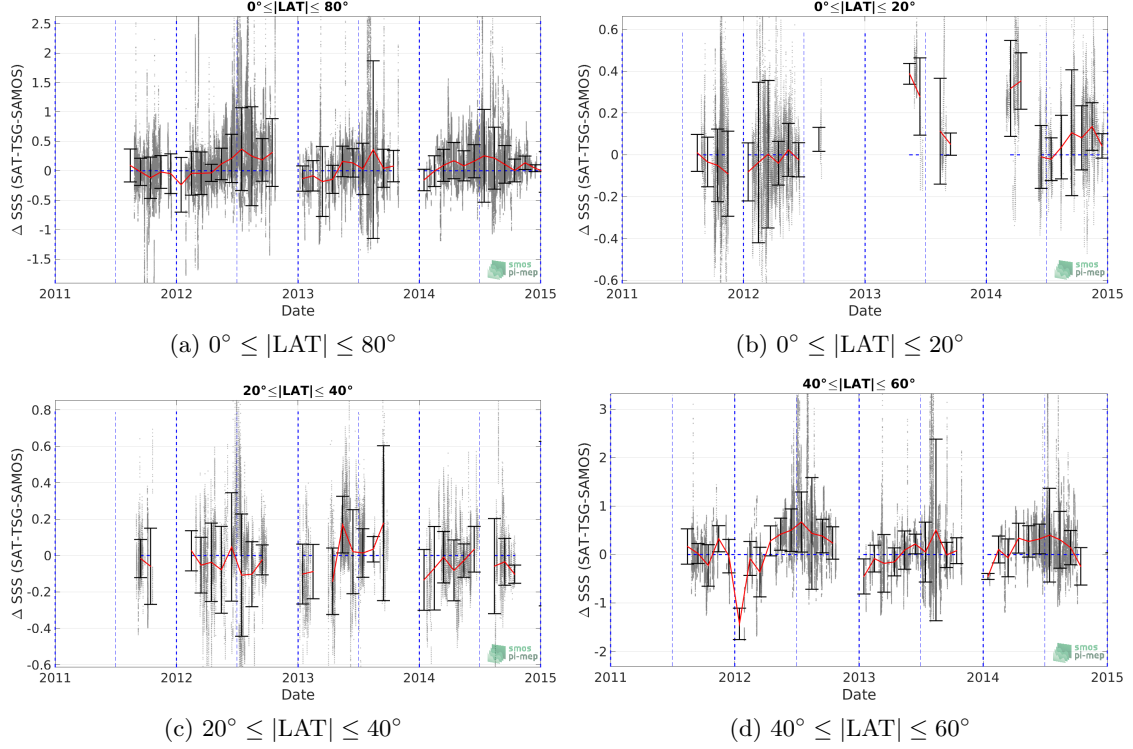 0°≤|LAT|≤ 80°
Δ SSS (SAT-TSG-SAMOS)
2.5
2
1.5
1
0.5
0
-0.5
-1
-1.5
2011 2012 2013 2014 2015
Date
smos
pi-mep
(a) 0° ≤ |LAT| ≤ 80°
0°≤|LAT|≤ 20°
Δ SSS (SAT-TSG-SAMOS)
0.6
0.4
0.2
0
-0.2
-0.4
-0.6
2011 2012 2013 2014 2015
Date
smos
pi-mep
(b) 0° ≤ |LAT| ≤ 20°
20°≤|LAT|≤ 40°
Δ SSS (SAT-TSG-SAMOS)
0.8
0.6
0.4
0.2
0
-0.2
-0.4
-0.6
2011 2012 2013 2014 2015
Date
smos
pi-mep
(c) 20° ≤ |LAT| ≤ 40°
40°≤|LAT|≤ 60°
Δ SSS (SAT-TSG-SAMOS)
3
2
1
0
-1
-2
2011 2012 2013 2014 2015
Date
smos
pi-mep
(d) 40° ≤ |LAT| ≤ 60°